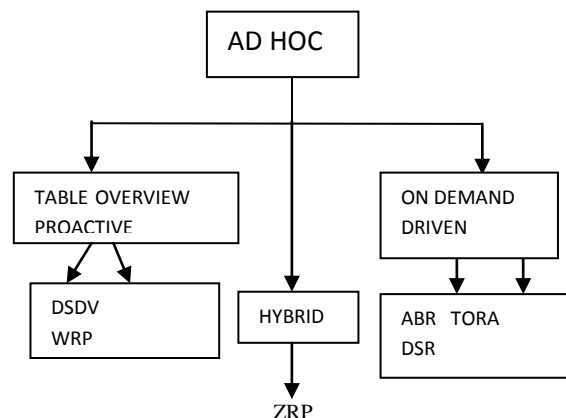 AD HOC
TABLE OVERVIEW
PROACTIVE
ON DEMAND
DRIVEN
DSDV
WRP
HYBRID
ABR TORA
DSR
ZRP